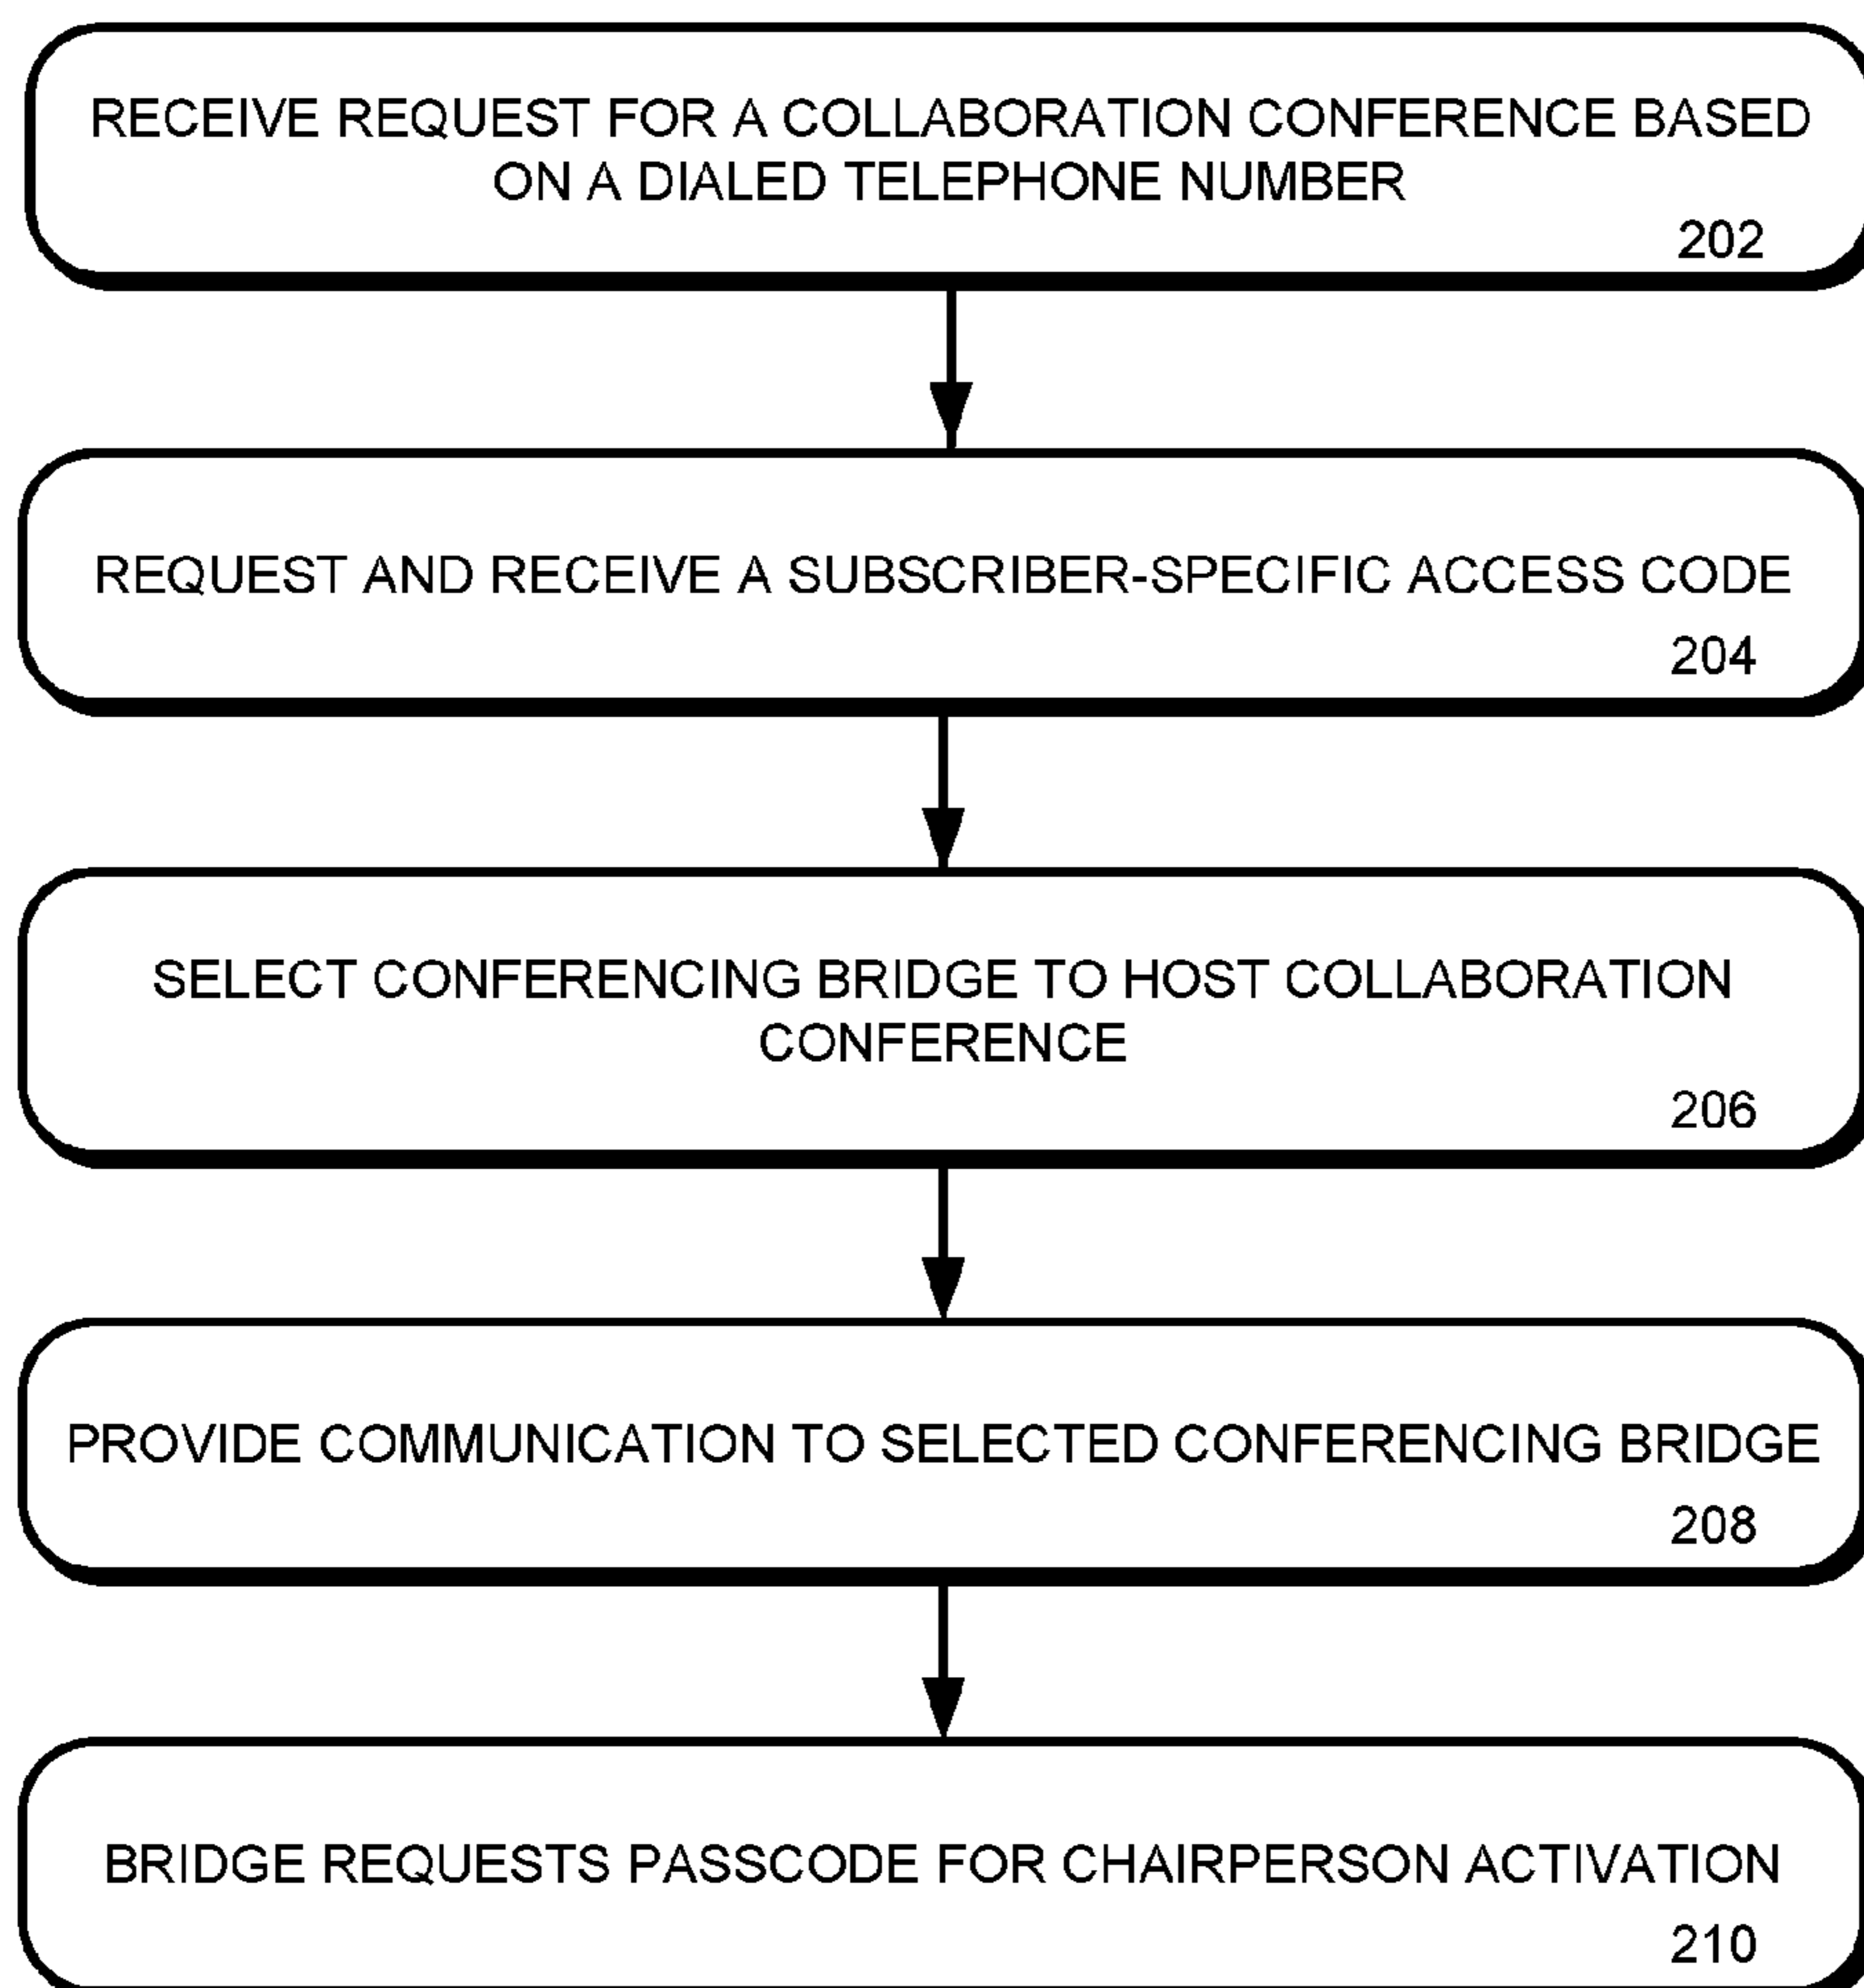 RECEIVE REQUEST FOR A COLLABORATION CONFERENCE BASED
ON A DIALED TELEPHONE NUMBER
202
REQUEST AND RECEIVE A SUBSCRIBER-SPECIFIC ACCESS CODE
204
SELECT CONFERENCING BRIDGE TO HOST COLLABORATION
CONFERENCE
206
PROVIDE COMMUNICATION TO SELECTED CONFERENCING BRIDGE
208
BRIDGE REQUESTS PASSCODE FOR CHAIRPERSON ACTIVATION
210